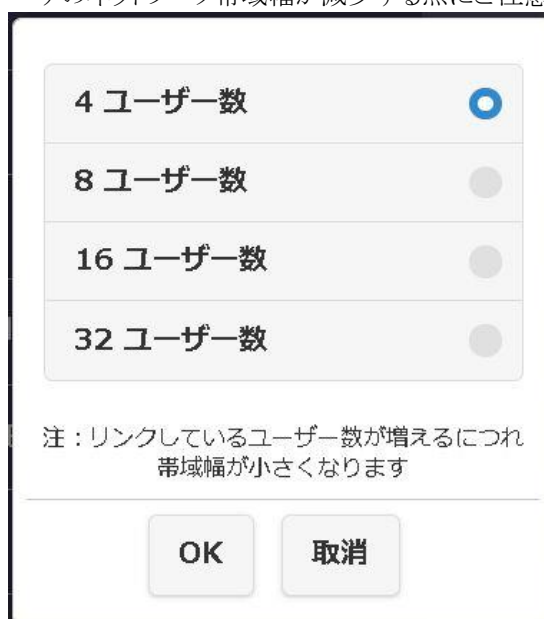 4 ユーザー数
8 ユーザー数
16 ユーザー数
32 ユーザー数
注：リンクしているユーザー数が増えるにつれ
帯域幅が小さくなります
OK
取消